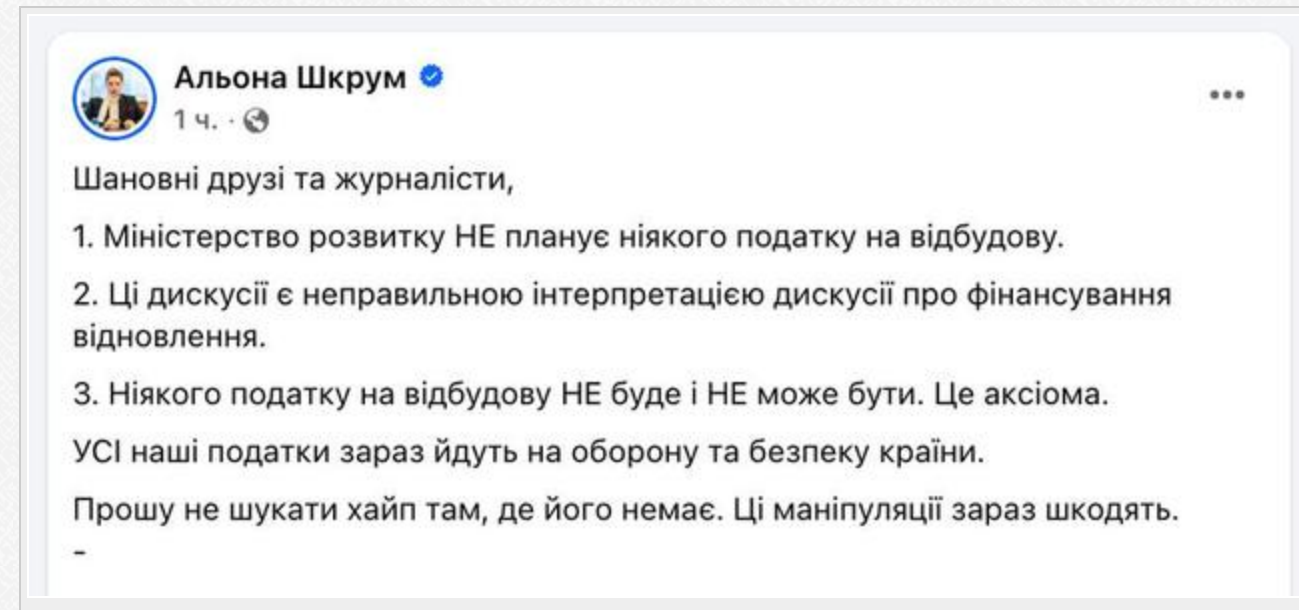 Альона Шкрум
1 ч. ·
Шановні друзі та журналісти,
1. Міністерство розвитку НЕ планує ніякого податку на відбудову.
2. Ці дискусії є неправильною інтерпретацією дискусії про фінансування
відновлення.
3. Ніякого податку на відбудову НЕ буде і НЕ може бути. Це аксіома.
УСІ наші податки зараз йдуть на оборону та безпеку країни.
Прошу не шукати хайп там, де його немає. Ці маніпуляції зараз шкодять.
-